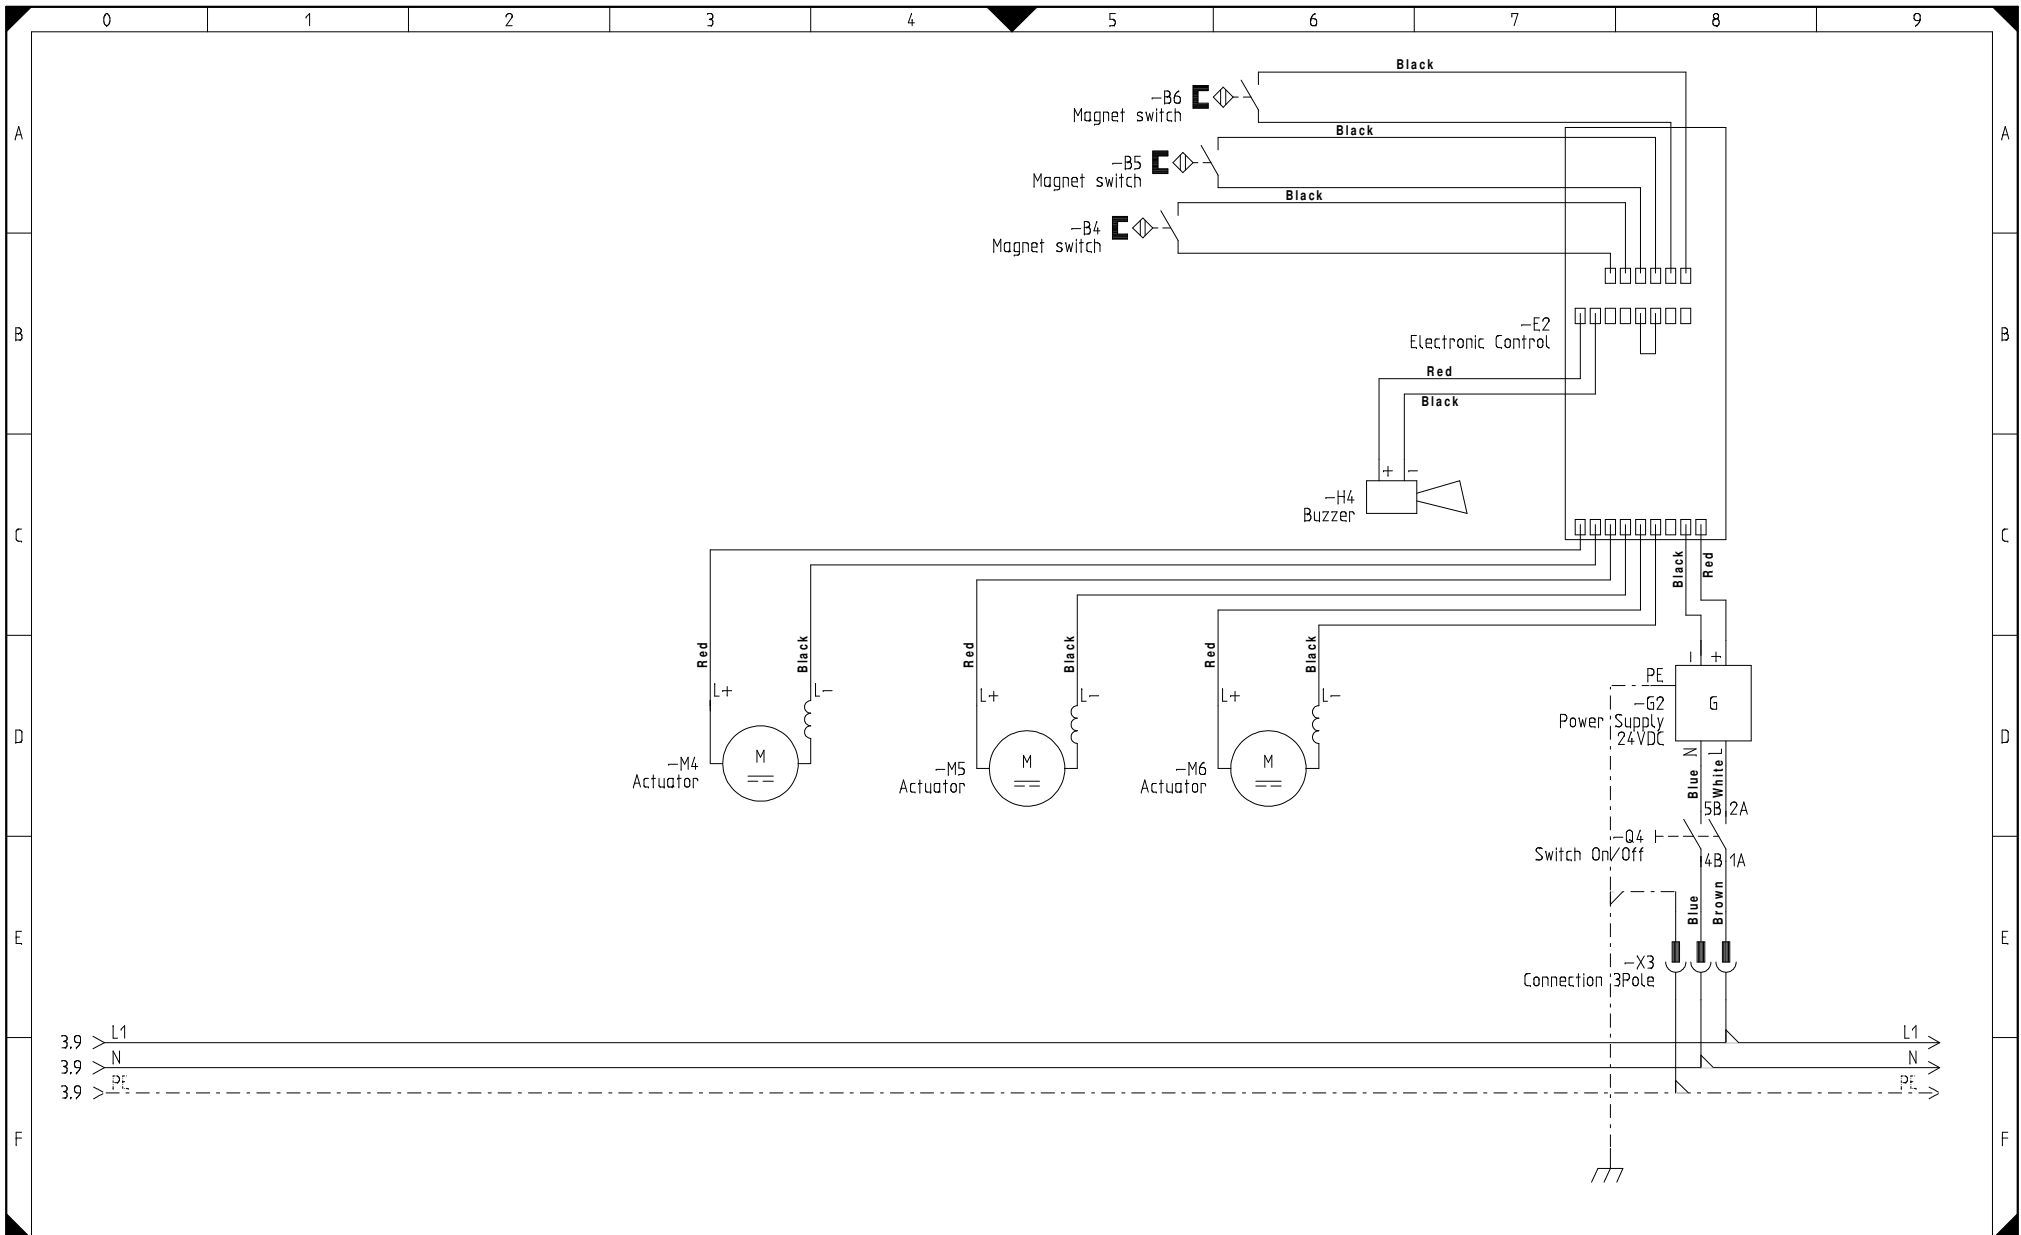 0 1 2 3 4 5 6 7 8 9
Black
-B6
Magnet switch
A A
Black
-B5
Magnet switch
Black
-B4
Magnet switch
-E2
B B
Electronic Control
Red
Black
+ -
-H4
Buzzer
C C
Black Red
Red Black Red Black Red Black
- +
PE
L+ L- L+ L- L+ L-
-G2 G
Power Supply
24VDC
D D
M M M
N L
-M4
Actuator
-M5
Actuator
-M6
Actuator
Blue White
5B 2A
-Q4
Switch On/Off
4B 1A
Blue Brown
E E
-X3
Connection 3Pole
L1 L1
3.9
N N
3.9
PE PE
3.9
F F